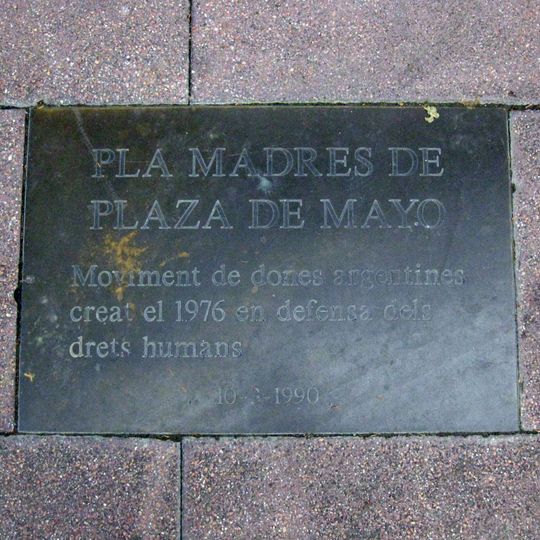 PLA MADRES DE
PLAZA DE MAYO
Moviment de dones argentines
creat el 1976 en defensa dels
drets humans